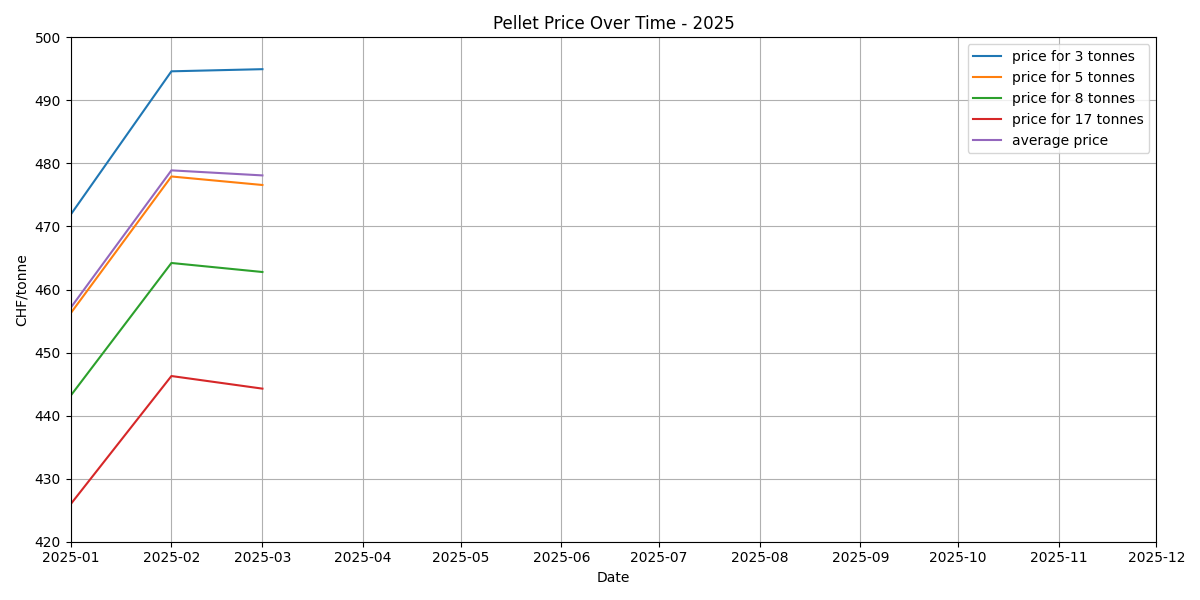 Pellet Price Over Time - 2025
500
490
480
470
460
450
440
430
420
CHF/tonne
price for 3 tonnes
price for 5 tonnes
price for 8 tonnes
price for 17 tonnes
average price
2025-01 2025-02 2025-03 2025-04 2025-05 2025-06 2025-07 2025-08 2025-09 2025-10 2025-11 2025-12
Date